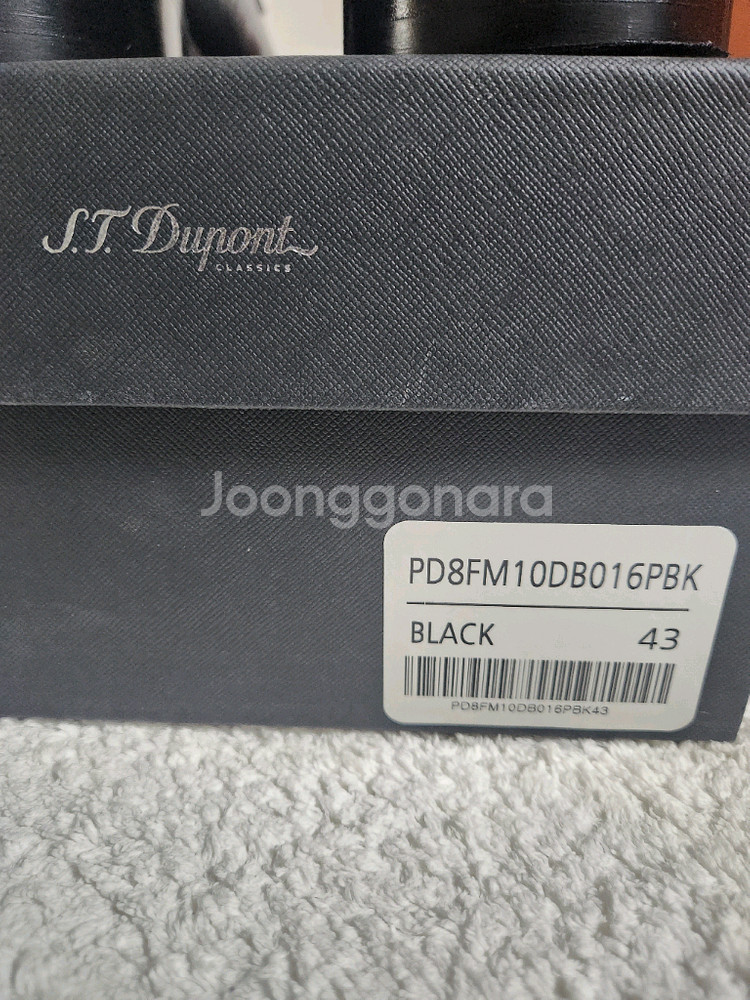 S.T. Dupont
CLASSICS
Joonggonara
PD8FM10DB016PBK
BLACK 43
PD8FM10DB016PBK43